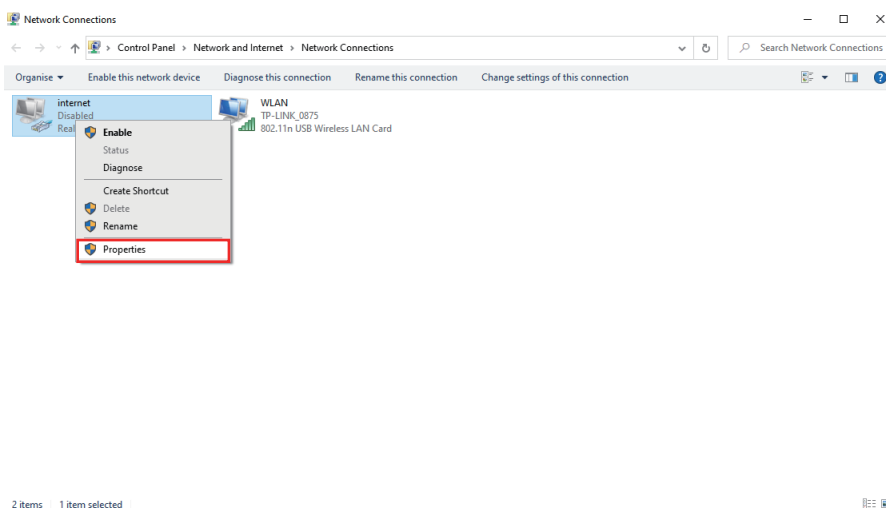 Network Connections
Control Panel > Network and Internet > Network Connections
Search Network Connections
Organise
Enable this network device
Diagnose this connection
Rename this connection
Change settings of this connection
internet
Disabled
Real
WLAN
TP-LINK_0875
802.11n USB Wireless LAN Card
Enable
Status
Diagnose
Create Shortcut
Delete
Rename
Properties
2 items
1 item selected